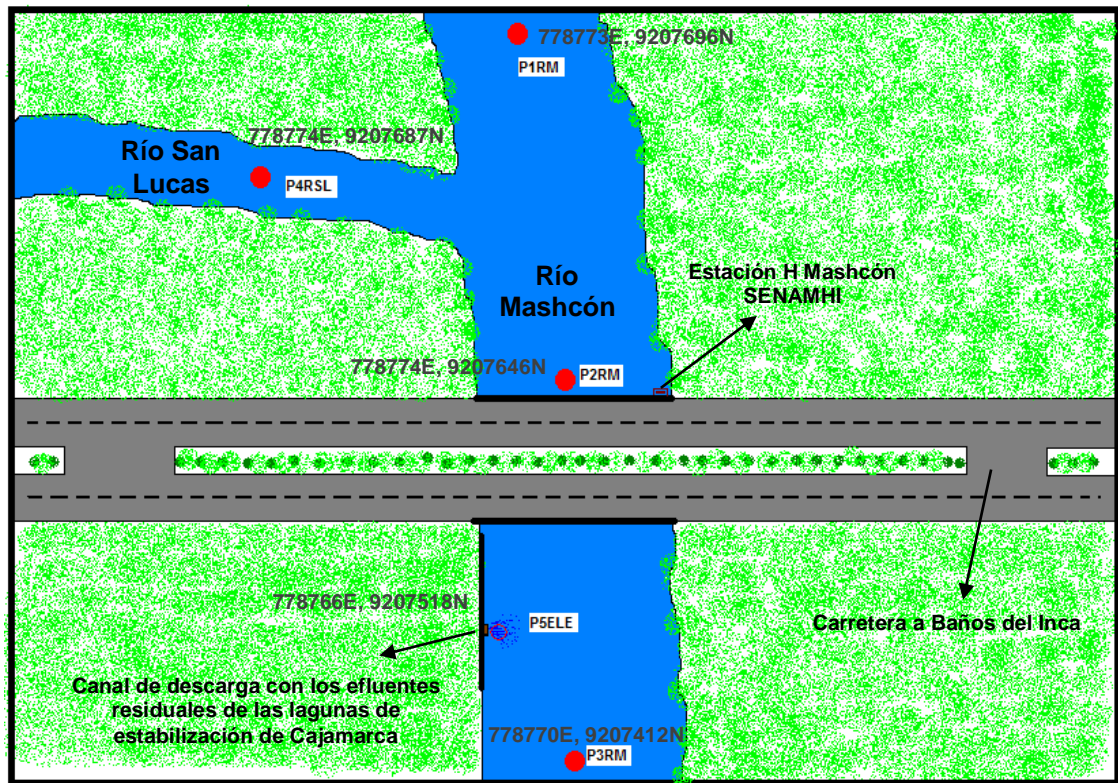 778773E, 9207696N
P1RM
778774E, 9207687N
Río San
Lucas
P4RSL
Río
Mashcón
Estación H Mashcón
SENAMHI
778774E, 9207646N
P2RM
778766E, 9207518N
P5ELE
Carretera a Baños del Inca
Canal de descarga con los efluentes
residuales de las lagunas de
estabilización de Cajamarca
778770E, 9207412N
P3RM